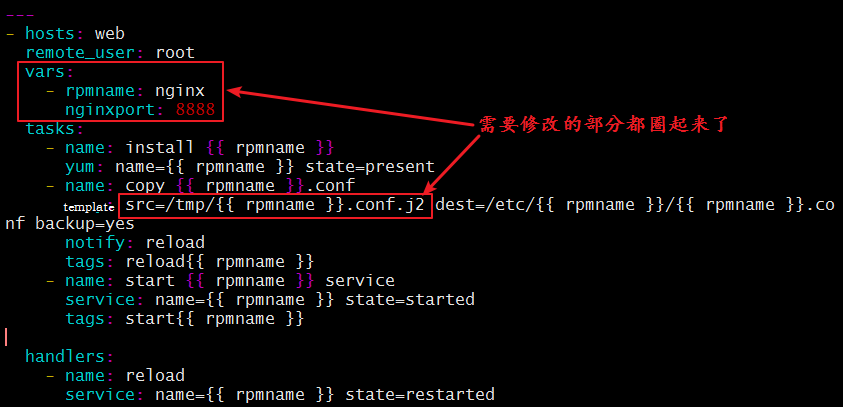 ---
- hosts: web
  remote_user: root
  vars:
    - rpmname: nginx
      nginxport: 8888
需要修改的部分都圈起来了
  tasks:
    - name: install {{ rpmname }}
      yum: name={{ rpmname }} state=present
    - name: copy {{ rpmname }}.conf
      template src=/tmp/{{ rpmname }}.conf.j2 dest=/etc/{{ rpmname }}/{{ rpmname }}.co
nf backup=yes
      notify: reload
      tags: reload{{ rpmname }}
    - name: start {{ rpmname }} service
      service: name={{ rpmname }} state=started
      tags: start{{ rpmname }}
  handlers:
    - name: reload
      service: name={{ rpmname }} state=restarted